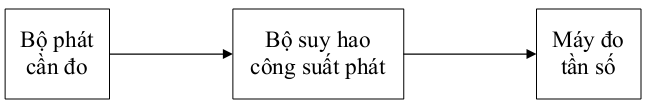 Bộ phát
cần đo
Bộ suy hao
công suất phát
Máy đo
tần số